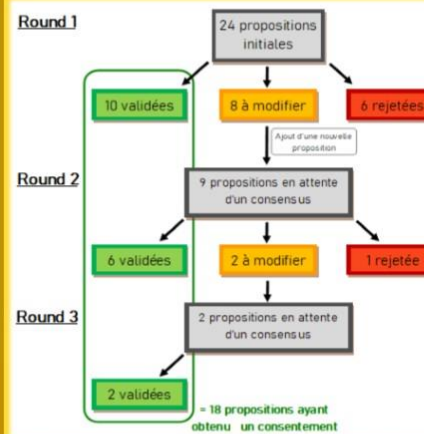 Round 1
24 propositions
initiales
10 validées
8 à modifier
6 rejetées
Ajout d'une nouvelle
proposition
Round 2
9 propositions en attente
d'un consensus
6 validées
2 à modifier
1 rejetée
Round 3
2 propositions en attente
d'un consensus
2 validées
= 18 propositions ayant
obtenu un consentement